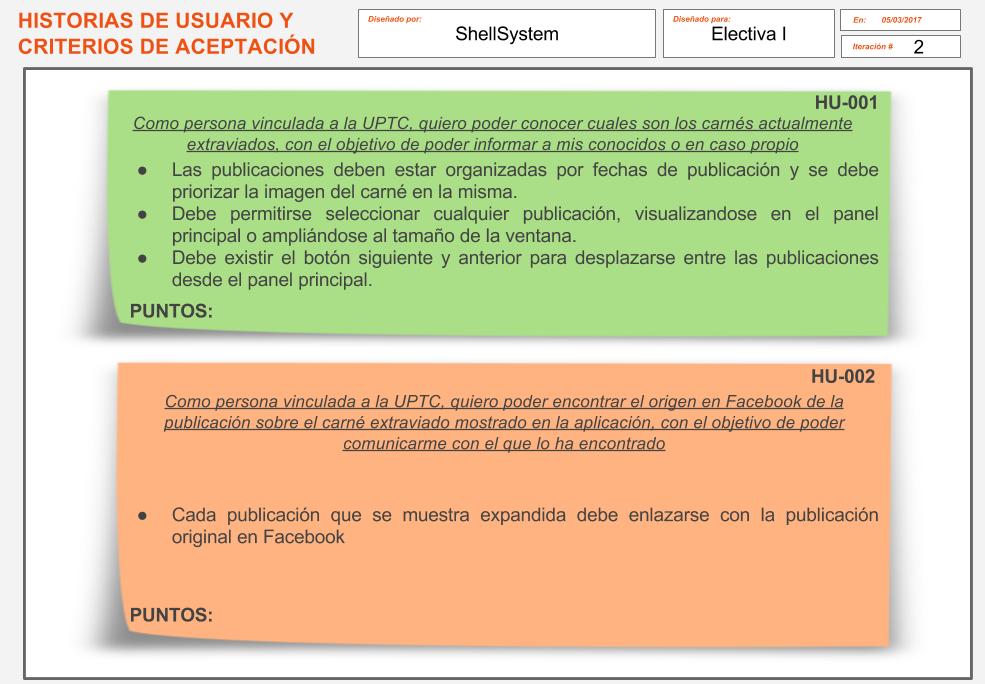 HISTORIAS DE USUARIO Y
CRITERIOS DE ACEPTACIÓN
Diseñado por:
ShellSystem
Diseñado para:
Electiva I
En: 05/03/2017
Iteración # 2
HU-001
Como persona vinculada a la UPTC, quiero poder conocer cuales son los carnés actualmente
extraviados, con el objetivo de poder informar a mis conocidos o en caso propio
● Las publicaciones deben estar organizadas por fechas de publicación y se debe
priorizar la imagen del carné en la misma.
● Debe permitirse seleccionar cualquier publicación, visualizandose en el panel
principal o ampliándose al tamaño de la ventana.
● Debe existir el botón siguiente y anterior para desplazarse entre las publicaciones
desde el panel principal.
PUNTOS:
HU-002
Como persona vinculada a la UPTC, quiero poder encontrar el origen en Facebook de la
publicación sobre el carné extraviado mostrado en la aplicación, con el objetivo de poder
comunicarme con el que lo ha encontrado
● Cada publicación que se muestra expandida debe enlazarse con la publicación
original en Facebook
PUNTOS: